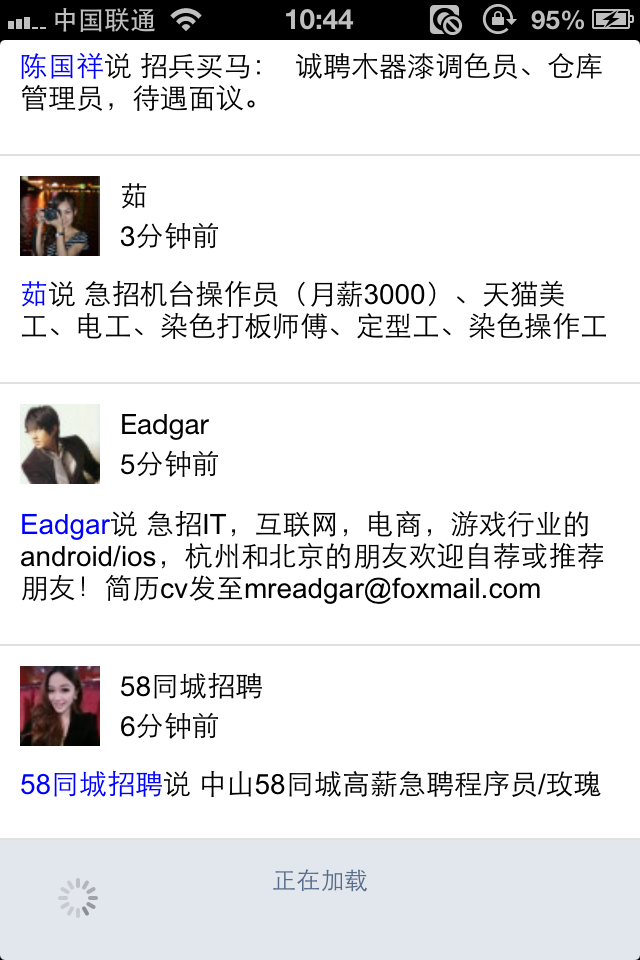 中国联通 10:44 95%
陈国祥说 招兵买马： 诚聘木器漆调色员、仓库
管理员，待遇面议。
茹
3分钟前
茹说 急招机台操作员（月薪3000）、天猫美
工、电工、染色打板师傅、定型工、染色操作工
Eadgar
5分钟前
Eadgar说 急招IT，互联网，电商，游戏行业的
android/ios，杭州和北京的朋友欢迎自荐或推荐
朋友！简历cv发至mreadgar@foxmail.com
58同城招聘
6分钟前
58同城招聘说 中山58同城高薪急聘程序员/玫瑰
正在加载